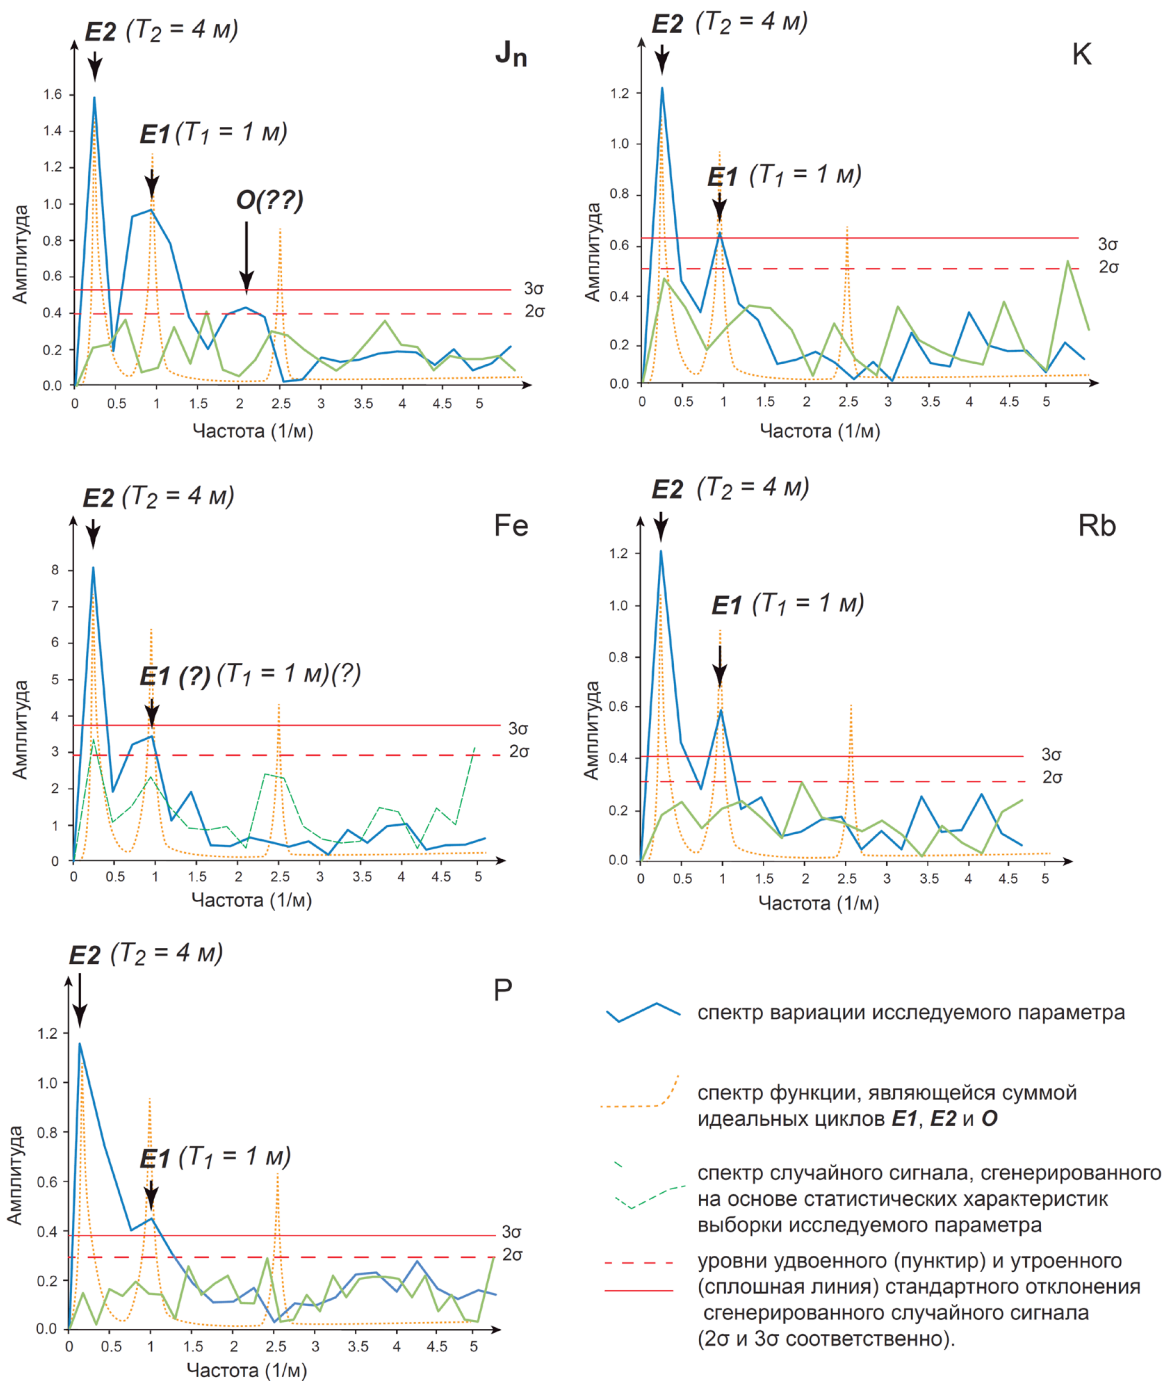 E2 (T2 = 4 м)
Jn
Амплитуда
1.6
1.4
1.2
1.0
0.8
0.6
0.4
0.2
0.0
E1 (T1 = 1 м)
O(??)
3σ
2σ
0 0.5 1 1.5 2 2.5 3 3.5 4 4.5 5
Частота (1/м)
E2 (T2 = 4 м)
K
Амплитуда
1.2
1.0
0.8
0.6
0.4
0.2
0.0
E1 (T1 = 1 м)
3σ
2σ
0 0.5 1 1.5 2 2.5 3 3.5 4 4.5 5
Частота (1/м)
E2 (T2 = 4 м)
Fe
Амплитуда
8
7
6
5
4
3
2
1
0
E1 (?) (T1 = 1 м)(?)
3σ
2σ
0 0.5 1 1.5 2 2.5 3 3.5 4 4.5 5
Частота (1/м)
E2 (T2 = 4 м)
Rb
Амплитуда
1.2
1.0
0.8
0.6
0.4
0.2
0.0
E1 (T1 = 1 м)
3σ
2σ
0 0.5 1 1.5 2 2.5 3 3.5 4 4.5 5
Частота (1/м)
E2 (T2 = 4 м)
P
Амплитуда
1.2
1.0
0.8
0.6
0.4
0.2
0.0
E1 (T1 = 1 м)
3σ
2σ
0 0.5 1 1.5 2 2.5 3 3.5 4 4.5 5
Частота (1/м)
спектр вариации исследуемого параметра
спектр функции, являющейся суммой
идеальных циклов E1, E2 и O
спектр случайного сигнала, сгенерированного
на основе статистических характеристик
выборки исследуемого параметра
уровни удвоенного (пунктир) и утроенного
(сплошная линия) стандартного отклонения
сгенерированного случайного сигнала
(2σ и 3σ соответственно).